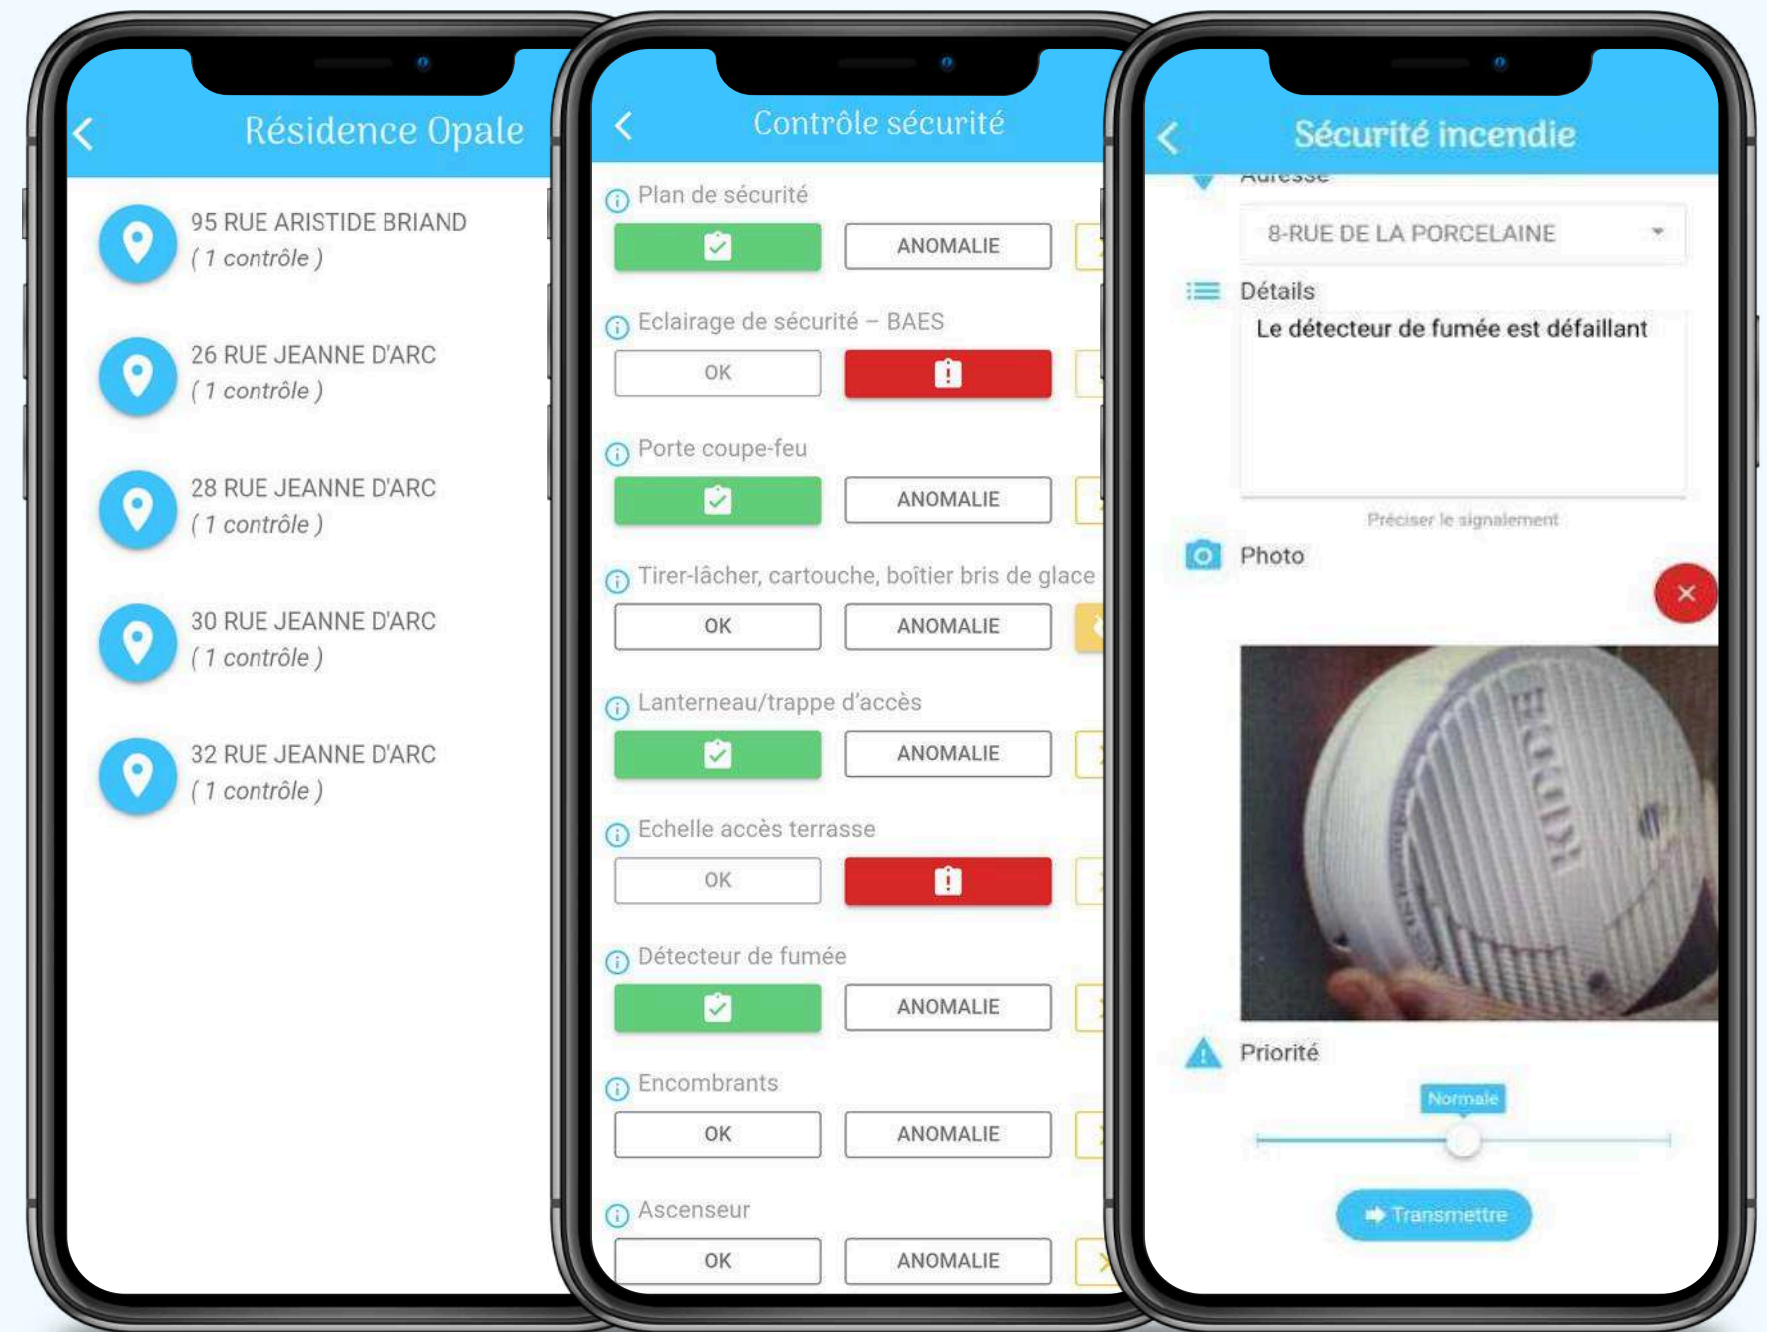 Résidence Opale
95 RUE ARISTIDE BRIAND
( 1 contrôle )
26 RUE JEANNE D'ARC
( 1 contrôle )
28 RUE JEANNE D'ARC
( 1 contrôle )
30 RUE JEANNE D'ARC
( 1 contrôle )
32 RUE JEANNE D'ARC
( 1 contrôle )
Contrôle sécurité
Plan de sécurité
ANOMALIE
Eclairage de sécurité – BAES
OK
Porte coupe-feu
ANOMALIE
Tirer-lâcher, cartouche, boîtier bris de glace
OK ANOMALIE
Lanterneau/trappe d'accès
ANOMALIE
Echelle accès terrasse
OK
Détecteur de fumée
ANOMALIE
Encombrants
OK ANOMALIE
Ascenseur
OK ANOMALIE
Sécurité incendie
Adresse
8-RUE DE LA PORCELAINE
Détails
Le détecteur de fumée est défaillant
Préciser le signalement
Photo
KIDDE
Priorité
Normale
Transmettre